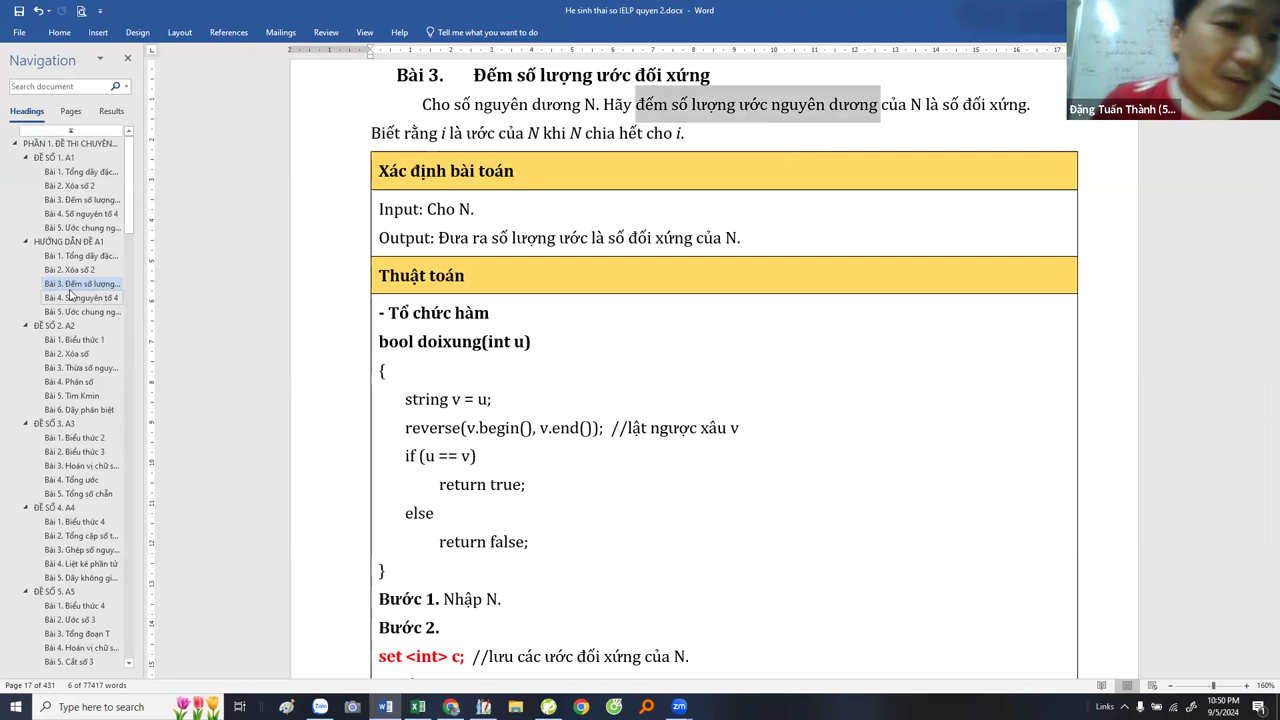 He sinh thai so IELP quyen2.docx - Word
File Home Insert Design Layout References Mailings Review View Help Tell me what you want to do
Navigation
Search document
Headings Pages Results
PHẦN 1. ĐỀ THI CHUYÊN...
ĐỀ SỐ 1. A1
Bài 1. Tổng dãy đặc...
Bài 2. Xóa số 2
Bài 3. Đếm số lượng...
Bài 4. Số nguyên tố 4
Bài 5. Ước chung ng...
HƯỚNG DẪN ĐỀ A1
Bài 1. Tổng dãy đặc...
Bài 2. Xóa số 2
Bài 3. Đếm số lượng...
Bài 4. Số nguyên tố 4
Bài 5. Ước chung ng...
ĐỀ SỐ 2. A2
Bài 1. Biểu thức 1
Bài 2. Xóa số
Bài 3. Thừa số nguy...
Bài 4. Phân số
Bài 5. Tìm Kmin
Bài 6. Dãy phân biệt
ĐỀ SỐ 3. A3
Bài 1. Biểu thức 2
Bài 2. Biểu thức 3
Bài 3. Hoán vị chữ s...
Bài 4. Tổng ước
Bài 5. Tổng số chẵn
ĐỀ SỐ 4. A4
Bài 1. Biểu thức 4
Bài 2. Tổng cặp số t...
Bài 3. Ghép số nguy...
Bài 4. Liệt kê phần tử
Bài 5. Dãy không gi...
ĐỀ SỐ 5. A5
Bài 1. Biểu thức 4
Bài 2. Ước số 3
Bài 3. Tổng đoạn T
Bài 4. Hoán vị chữ s...
Bài 5. Cắt số 3
Bài 3. Đếm số lượng ước đối xứng
Cho số nguyên dương N. Hãy đếm số lượng ước nguyên dương của N là số đối xứng.
Biết rằng i là ước của N khi N chia hết cho i.
Xác định bài toán
Input: Cho N.
Output: Đưa ra số lượng ước là số đối xứng của N.
Thuật toán
- Tổ chức hàm
bool doixung(int u)
{
string v = u;
reverse(v.begin(), v.end()); //lật ngược xâu v
if (u == v)
return true;
else
return false;
}
Bước 1. Nhập N.
Bước 2.
set <int> c; //lưu các ước đối xứng của N.
Đặng Tuấn Thành (5...
Page 17 of 431 6 of 77417 words
160%
Type here to search
Zalo
zm
10:50 PM
9/5/2024